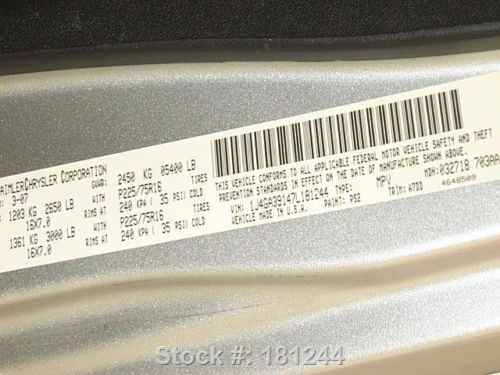 AIMLERCHRYSLER CORPORATION
3-07 GVWR: 2450 KG 05400 LB
1203 KG 2650 LB WITH P225/75R16 TIRES
16X7.0 RIMS AT 240 KPA ( 35 PSI) COLD
1361 KG 3000 LB WITH P225/75R16 TIRES
16X7.0 RIMS AT 240 KPA ( 35 PSI) COLD
THIS VEHICLE CONFORMS TO ALL APPLICABLE FEDERAL MOTOR VEHICLE SAFETY AND THEFT
PREVENTION STANDARDS IN EFFECT ON THE DATE OF MANUFACTURE SHOWN ABOVE.
VIN: 1J4GA39147L181244 MPV MDH: 032718 703AA
MADE IN U.S.A. PAINT: PS2 TRIM: A7DD 4648509
Stock #: 181244